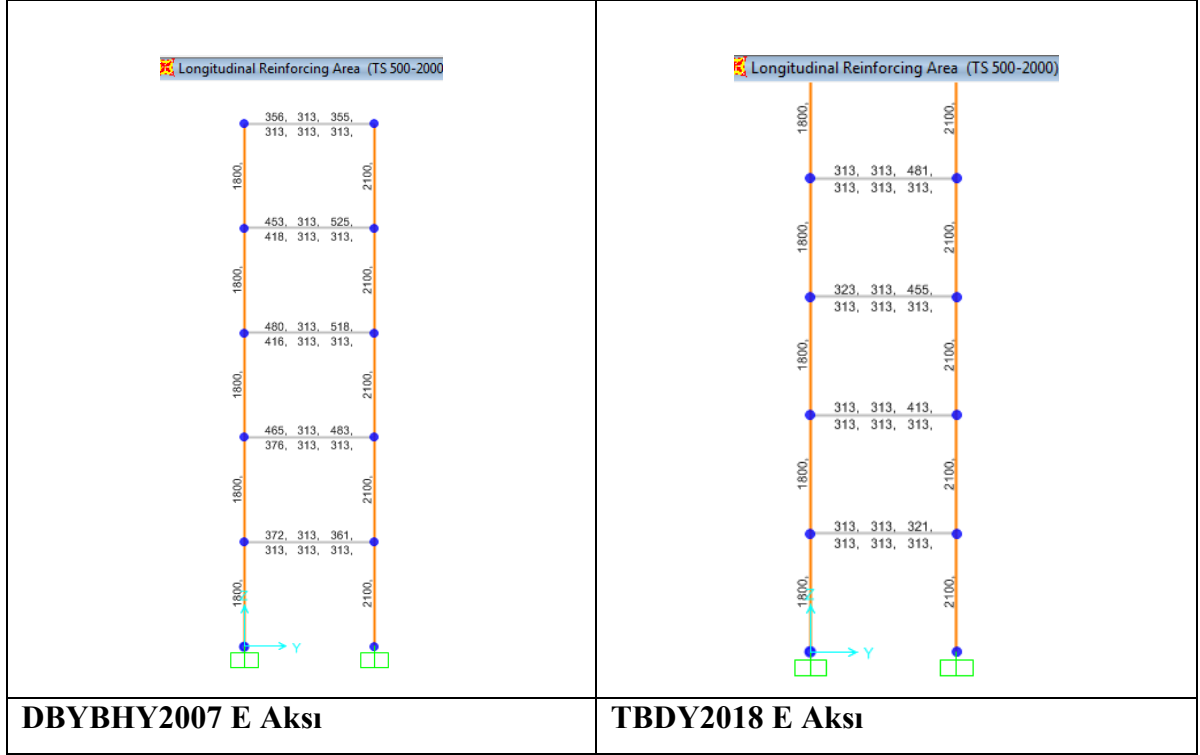 Longitudinal Reinforcing Area (TS 500-2000
356, 313, 355,
313, 313, 313,
1800,
2100,
453, 313, 525,
418, 313, 313,
1800,
2100,
480, 313, 518,
416, 313, 313,
1800,
2100,
465, 313, 483,
376, 313, 313,
1800,
2100,
372, 313, 361,
313, 313, 313,
1800,
2100,
Y
DBYBHY2007 E Aksı
Longitudinal Reinforcing Area (TS 500-2000)
1800,
2100,
313, 313, 481,
313, 313, 313,
1800,
2100,
323, 313, 455,
313, 313, 313,
1800,
2100,
313, 313, 413,
313, 313, 313,
1800,
2100,
313, 313, 321,
313, 313, 313,
1800,
2100,
Y
TBDY2018 E Aksı